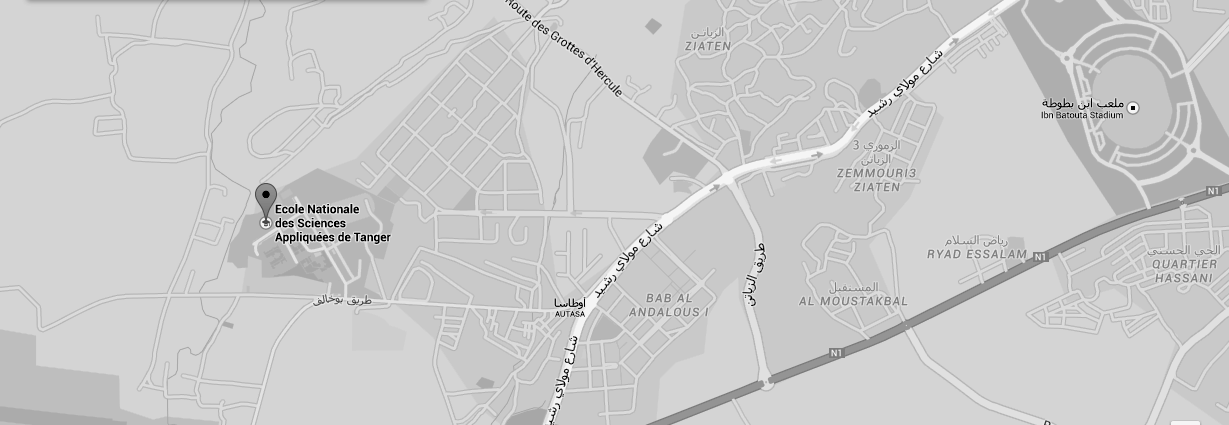 Route des Grottes d'Hercule
الزياتن
ZIATEN
شارع مولاي رشيد
ملعب ابن بطوطة
Ibn Batouta Stadium
الزموري 3
الزياتن
ZEMMOURI3
ZIATEN
N1
Ecole Nationale
des Sciences
Appliquées de Tanger
شارع مولاي رشيد
طريق الزياتن
رياض السلام
RYAD ESSALAM
N1
الحي الحسني
QUARTIER
HASSANI
طريق بوخالف
أوطاسا
AUTASA
BAB AL
ANDALOUS I
المستقبل
AL MOUSTAKBAL
N1
شارع مولاي رشيد